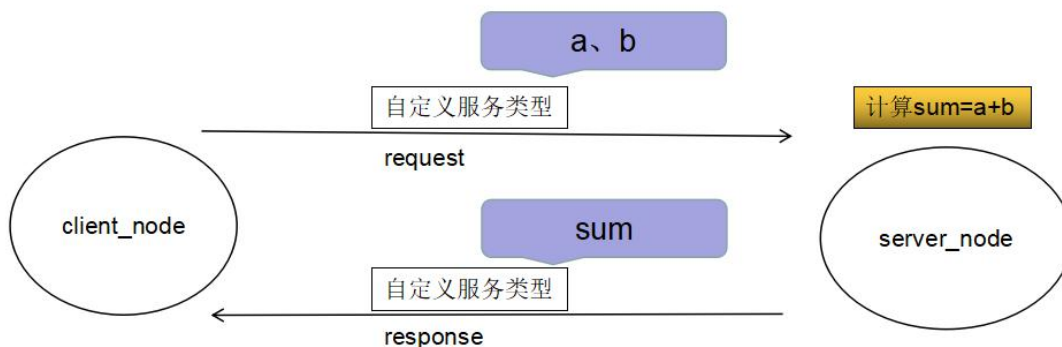 a、b
自定义服务类型
计算sum=a+b
request
client_node
sum
server_node
自定义服务类型
response